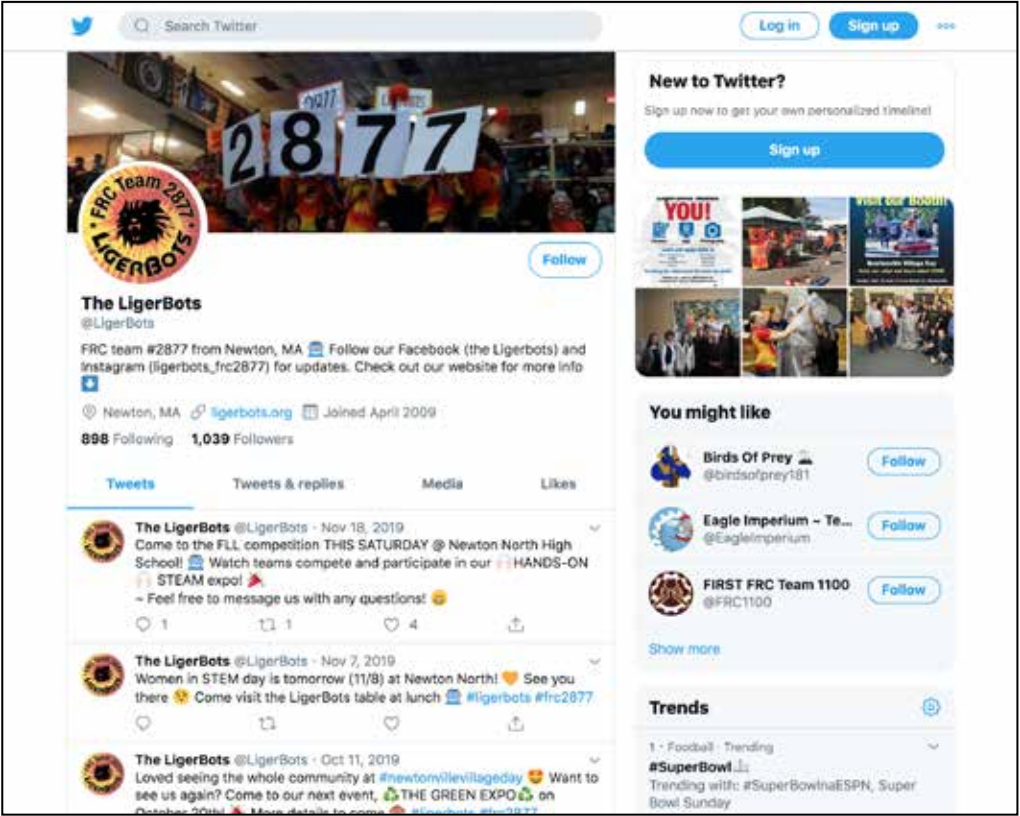 Search Twitter
Log in
Sign up
2877
FRC Team 2877
LIGERBOTS
Follow
The LigerBots
@LigerBots
FRC team #2877 from Newton, MA Follow our Facebook (the Ligerbots) and
Instagram (ligerbots_frc2877) for updates. Check out our website for more info
Newton, MA ligerbots.org Joined April 2009
898 Following 1,039 Followers
Tweets
Tweets & replies
Media
Likes
The LigerBots @LigerBots · Nov 18, 2019
Come to the FLL competition THIS SATURDAY @ Newton North High
School! Watch teams compete and participate in our HANDS-ON
STEAM expo!
~ Feel free to message us with any questions!
1 1 4
The LigerBots @LigerBots · Nov 7, 2019
Women in STEM day is tomorrow (11/8) at Newton North! See you
there Come visit the LigerBots table at lunch #ligerbots #frc2877
The LigerBots @LigerBots · Oct 11, 2019
Loved seeing the whole community at #newtonvillevillageday Want to
see us again? Come to our next event, THE GREEN EXPO on
October 20th! More details to come #ligerbots #frc2877
New to Twitter?
Sign up now to get your own personalized timeline!
Sign up
YOU!
Visit our Booth!
You might like
Birds Of Prey
@birdsofprey181
Follow
Eagle Imperium ~ Te...
@EagleImperium
Follow
FIRST FRC Team 1100
@FRC1100
Follow
Show more
Trends
1 · Football · Trending
#SuperBowl
Trending with: #SuperBowlnaESPN, Super
Bowl Sunday